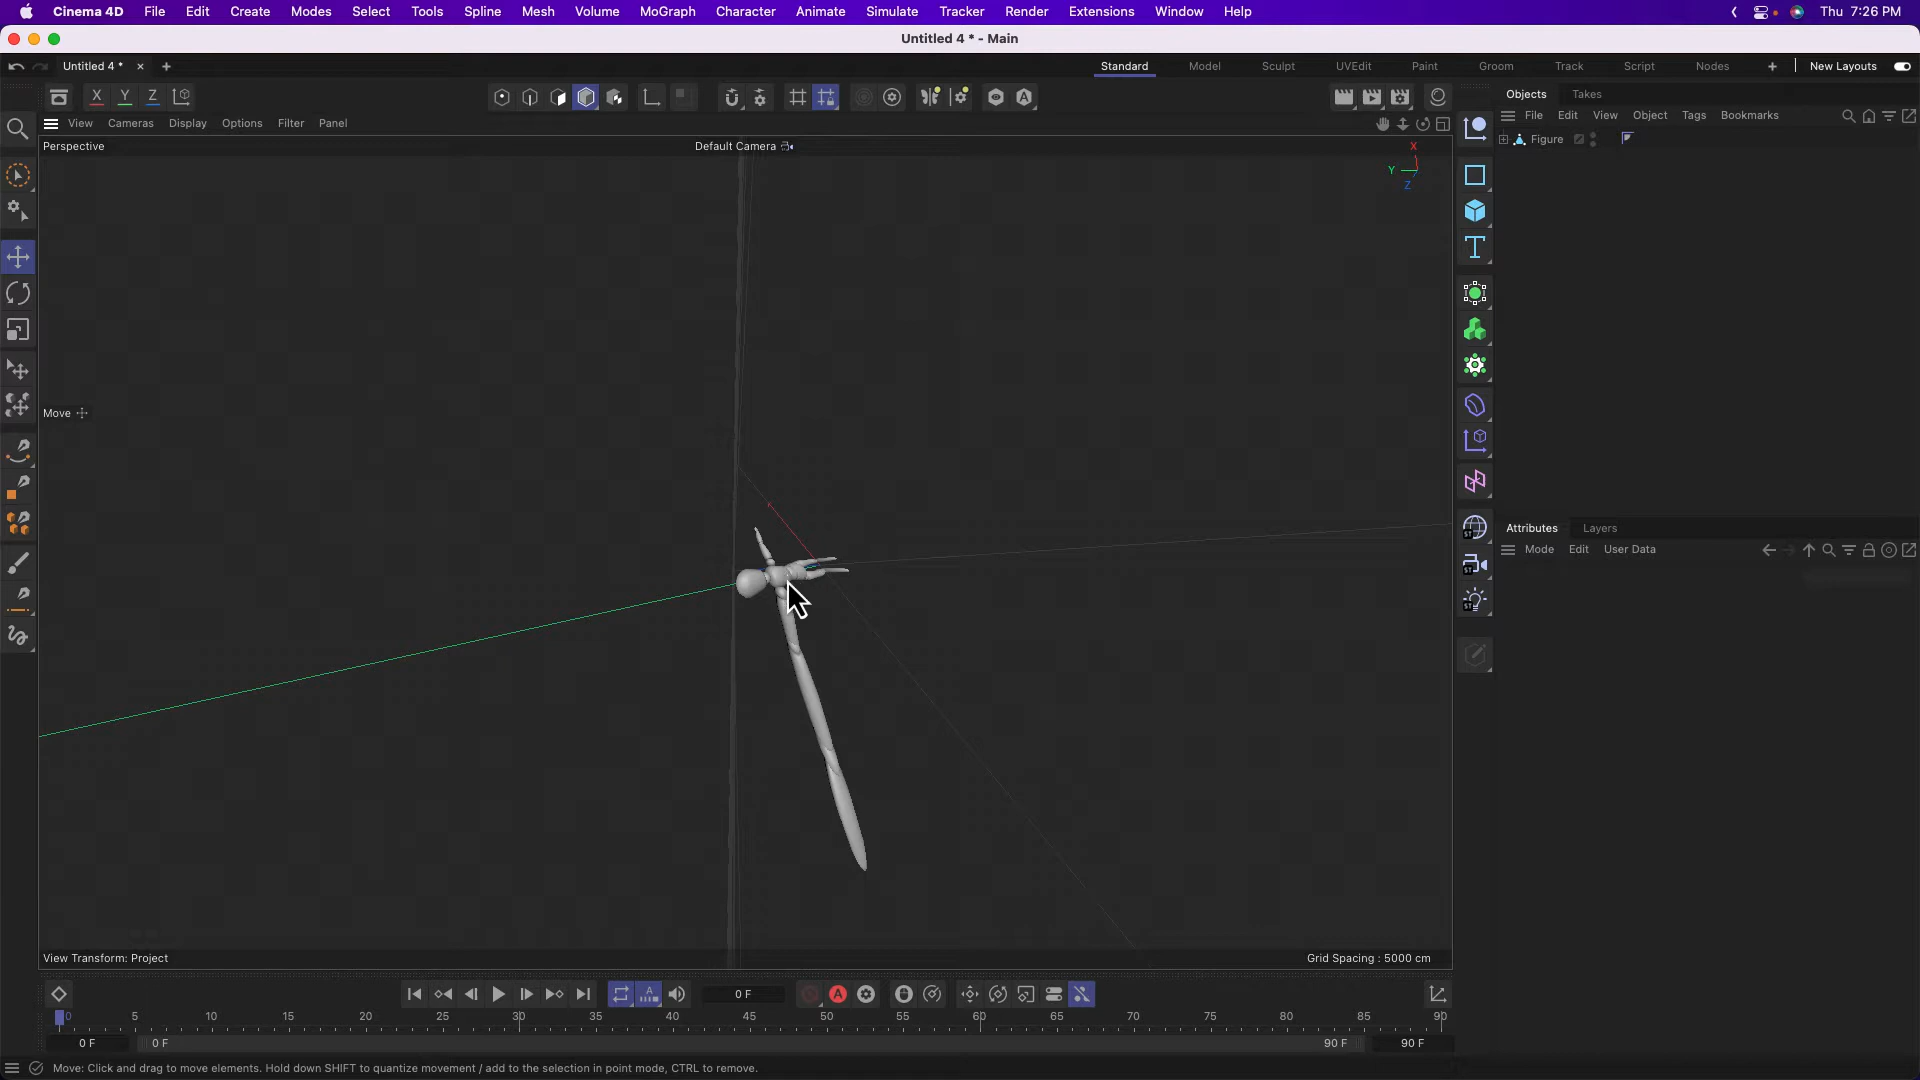 Cinema 4D File Edit Create Modes Select Tools Spline Mesh Volume MoGraph Character Animate Simulate Tracker Render Extensions Window Help Thu 7:26 PM
Untitled 4 * - Main
Untitled 4 * Standard Model Sculpt UVEdit Paint Groom Track Script Nodes New Layouts
X Y Z A Objects Takes
View Cameras Display Options Filter Panel File Edit View Object Tags Bookmarks
Perspective Default Camera X Figure
Y
Z
T
Move
Attributes Layers
ST
Mode Edit User Data
ST
ST
View Transform: Project Grid Spacing : 5000 cm
A 0 F A
0 5 10 15 20 25 30 35 40 45 50 55 60 65 70 75 80 85 90
0 F 0 F 90 F 90 F
Move: Click and drag to move elements. Hold down SHIFT to quantize movement / add to the selection in point mode, CTRL to remove.